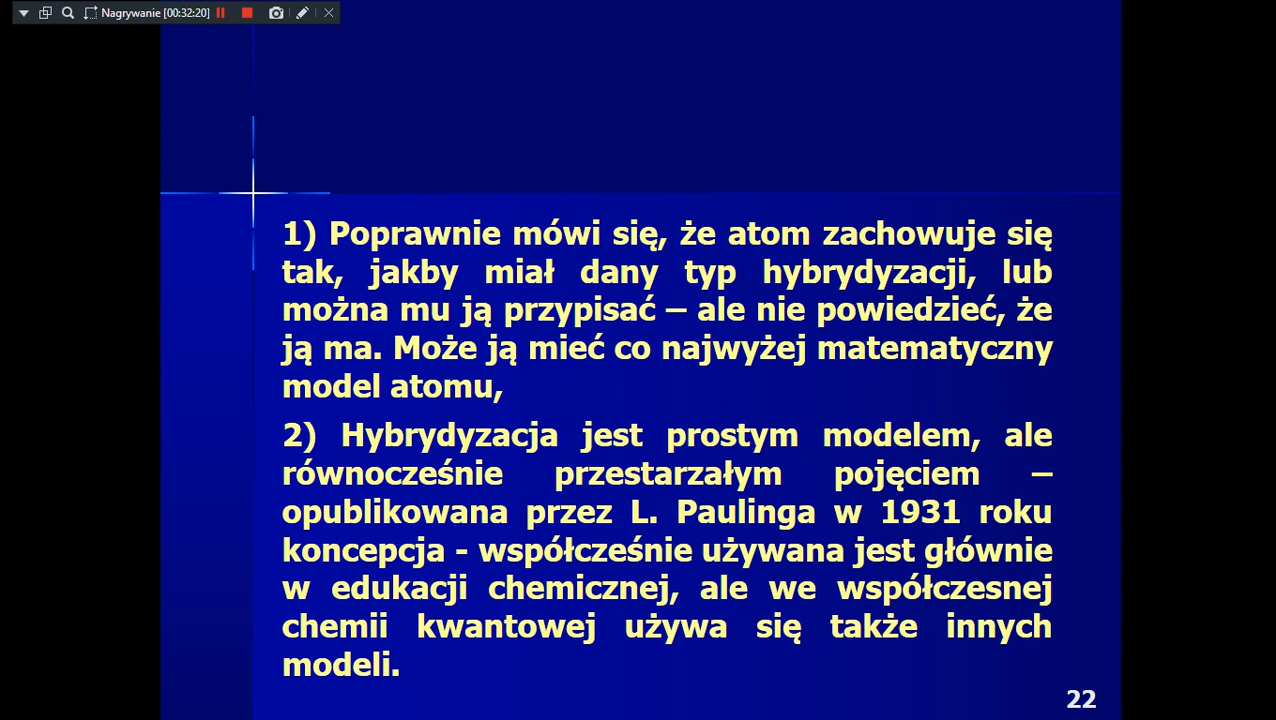 Nagrywanie [00:32:20]
1) Poprawnie mówi się, że atom zachowuje się
tak, jakby miał dany typ hybrydyzacji, lub
można mu ją przypisać – ale nie powiedzieć, że
ją ma. Może ją mieć co najwyżej matematyczny
model atomu,
2) Hybrydyzacja jest prostym modelem, ale
równocześnie przestarzałym pojęciem –
opublikowana przez L. Paulinga w 1931 roku
koncepcja - współcześnie używana jest głównie
w edukacji chemicznej, ale we współczesnej
chemii kwantowej używa się także innych
modeli.
22